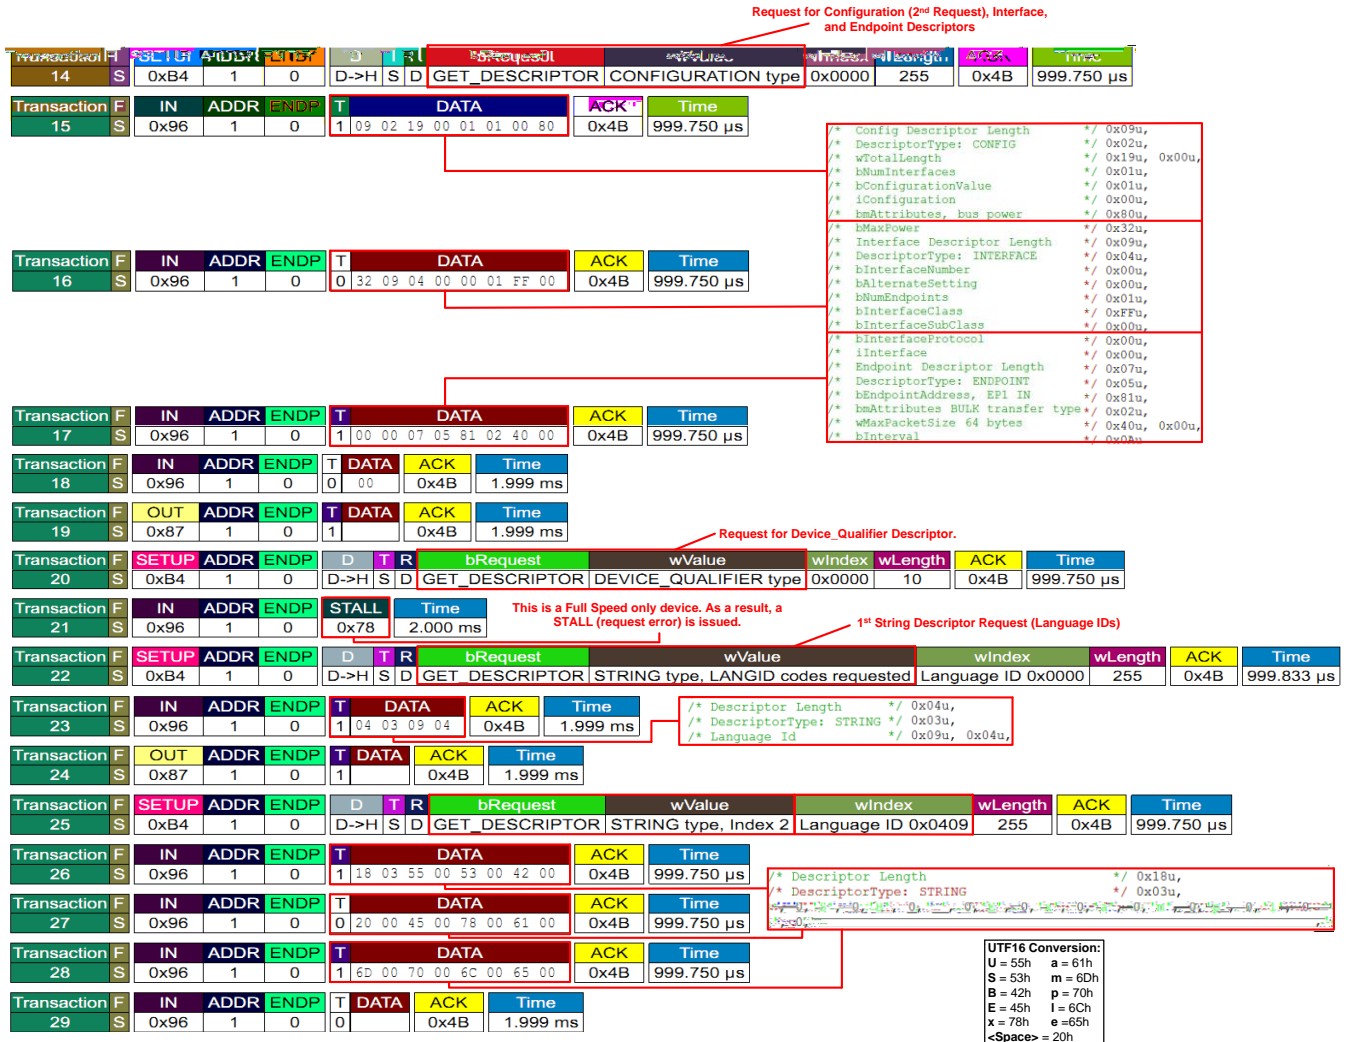 Request for Configuration (2nd Request), Interface,
and Endpoint Descriptors
14 S 0xB4 1 0 D->H S D GET_DESCRIPTOR CONFIGURATION type 0x0000 255 0x4B 999.750 µs
Transaction F IN ADDR ENDP T DATA ACK Time
15 S 0x96 1 0 1 09 02 19 00 01 01 00 80 0x4B 999.750 µs
/* Config Descriptor Length */ 0x09u,
/* DescriptorType: CONFIG */ 0x02u,
/* wTotalLength */ 0x19u, 0x00u,
/* bNumInterfaces */ 0x01u,
/* bConfigurationValue */ 0x01u,
/* iConfiguration */ 0x00u,
/* bmAttributes, bus power */ 0x80u,
/* bMaxPower */ 0x32u,
/* Interface Descriptor Length */ 0x09u,
/* DescriptorType: INTERFACE */ 0x04u,
/* bInterfaceNumber */ 0x00u,
/* bAlternateSetting */ 0x00u,
/* bNumEndpoints */ 0x01u,
/* bInterfaceClass */ 0xFFu,
/* bInterfaceSubClass */ 0x00u,
/* bInterfaceProtocol */ 0x00u,
/* iInterface */ 0x00u,
/* Endpoint Descriptor Length */ 0x07u,
/* DescriptorType: ENDPOINT */ 0x05u,
/* bEndpointAddress, EP1 IN */ 0x81u,
/* bmAttributes BULK transfer type */ 0x02u,
/* wMaxPacketSize 64 bytes */ 0x40u, 0x00u,
/* bInterval */ 0x0Au
Transaction F IN ADDR ENDP T DATA ACK Time
16 S 0x96 1 0 0 32 09 04 00 00 01 FF 00 0x4B 999.750 µs
Transaction F IN ADDR ENDP T DATA ACK Time
17 S 0x96 1 0 1 00 00 07 05 81 02 40 00 0x4B 999.750 µs
Transaction F IN ADDR ENDP T DATA ACK Time
18 S 0x96 1 0 0 00 0x4B 1.999 ms
Transaction F OUT ADDR ENDP T DATA ACK Time
19 S 0x87 1 0 1 0x4B 1.999 ms
Request for Device_Qualifier Descriptor.
Transaction F SETUP ADDR ENDP D T R bRequest wValue wIndex wLength ACK Time
20 S 0xB4 1 0 D->H S D GET_DESCRIPTOR DEVICE_QUALIFIER type 0x0000 10 0x4B 999.750 µs
Transaction F IN ADDR ENDP STALL Time
21 S 0x96 1 0 0x78 2.000 ms
This is a Full Speed only device. As a result, a
STALL (request error) is issued.
1st String Descriptor Request (Language IDs)
Transaction F SETUP ADDR ENDP D T R bRequest wValue wIndex wLength ACK Time
22 S 0xB4 1 0 D->H S D GET_DESCRIPTOR STRING type, LANGID codes requested Language ID 0x0000 255 0x4B 999.833 µs
Transaction F IN ADDR ENDP T DATA ACK Time
23 S 0x96 1 0 1 04 03 09 04 0x4B 1.999 ms
/* Descriptor Length */ 0x04u,
/* DescriptorType: STRING */ 0x03u,
/* Language Id */ 0x09u, 0x04u,
Transaction F OUT ADDR ENDP T DATA ACK Time
24 S 0x87 1 0 1 0x4B 1.999 ms
Transaction F SETUP ADDR ENDP D T R bRequest wValue wIndex wLength ACK Time
25 S 0xB4 1 0 D->H S D GET_DESCRIPTOR STRING type, Index 2 Language ID 0x0409 255 0x4B 999.750 µs
Transaction F IN ADDR ENDP T DATA ACK Time
26 S 0x96 1 0 1 18 03 55 00 53 00 42 00 0x4B 999.750 µs
/* Descriptor Length */ 0x18u,
/* DescriptorType: STRING */ 0x03u,
Transaction F IN ADDR ENDP T DATA ACK Time
27 S 0x96 1 0 0 20 00 45 00 78 00 61 00 0x4B 999.750 µs
Transaction F IN ADDR ENDP T DATA ACK Time
28 S 0x96 1 0 1 6D 00 70 00 6C 00 65 00 0x4B 999.750 µs
Transaction F IN ADDR ENDP T DATA ACK Time
29 S 0x96 1 0 0 0x4B 1.999 ms
UTF16 Conversion:
U = 55h a = 61h
S = 53h m = 6Dh
B = 42h p = 70h
E = 45h l = 6Ch
x = 78h e =65h
<Space> = 20h